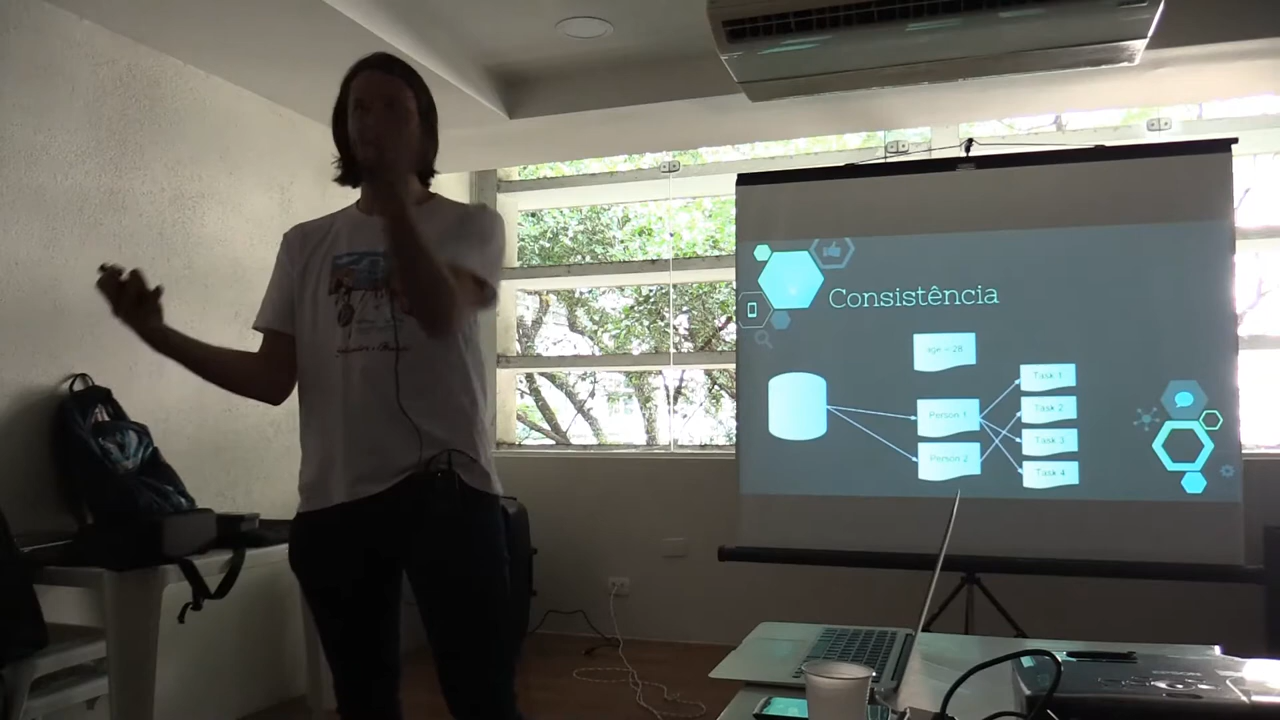 Consistência
age = 28
Task 1
Person 1
Task 2
Task 3
Person 2
Task 4